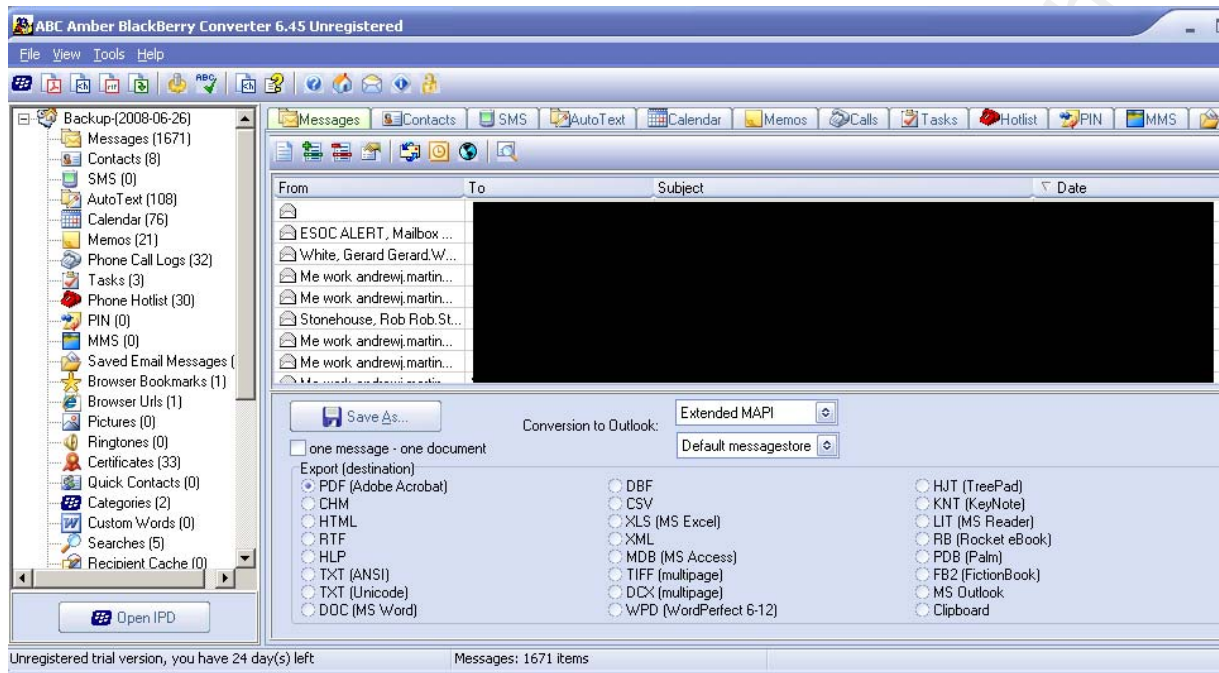 ABC Amber BlackBerry Converter 6.45 Unregistered
File View Tools Help
Backup-(2008-06-26)
Messages (1671)
Contacts (8)
SMS (0)
AutoText (108)
Calendar (76)
Memos (21)
Phone Call Logs (32)
Tasks (3)
Phone Hotlist (30)
PIN (0)
MMS (0)
Saved Email Messages (
Browser Bookmarks (1)
Browser Urls (1)
Pictures (0)
Ringtones (0)
Certificates (33)
Quick Contacts (0)
Categories (2)
Custom Words (0)
Searches (5)
Recipient Cache (0)
Open IPD
Messages Contacts SMS AutoText Calendar Memos Calls Tasks Hotlist PIN MMS
From To Subject Date
ESOC ALERT, Mailbox ...
White, Gerard Gerard.W...
Me work andrewj.martin...
Me work andrewj.martin...
Stonehouse, Rob Rob.St...
Me work andrewj.martin...
Me work andrewj.martin...
Save As...
one message - one document
Conversion to Outlook: Extended MAPI
Default messagestore
Export (destination)
PDF (Adobe Acrobat) DBF HJT (TreePad)
CHM CSV KNT (KeyNote)
HTML XLS (MS Excel) LIT (MS Reader)
RTF XML RB (Rocket eBook)
HLP MDB (MS Access) PDB (Palm)
TXT (ANSI) TIFF (multipage) FB2 (FictionBook)
TXT (Unicode) DCX (multipage) MS Outlook
DOC (MS Word) WPD (WordPerfect 6-12) Clipboard
Unregistered trial version, you have 24 day(s) left Messages: 1671 items